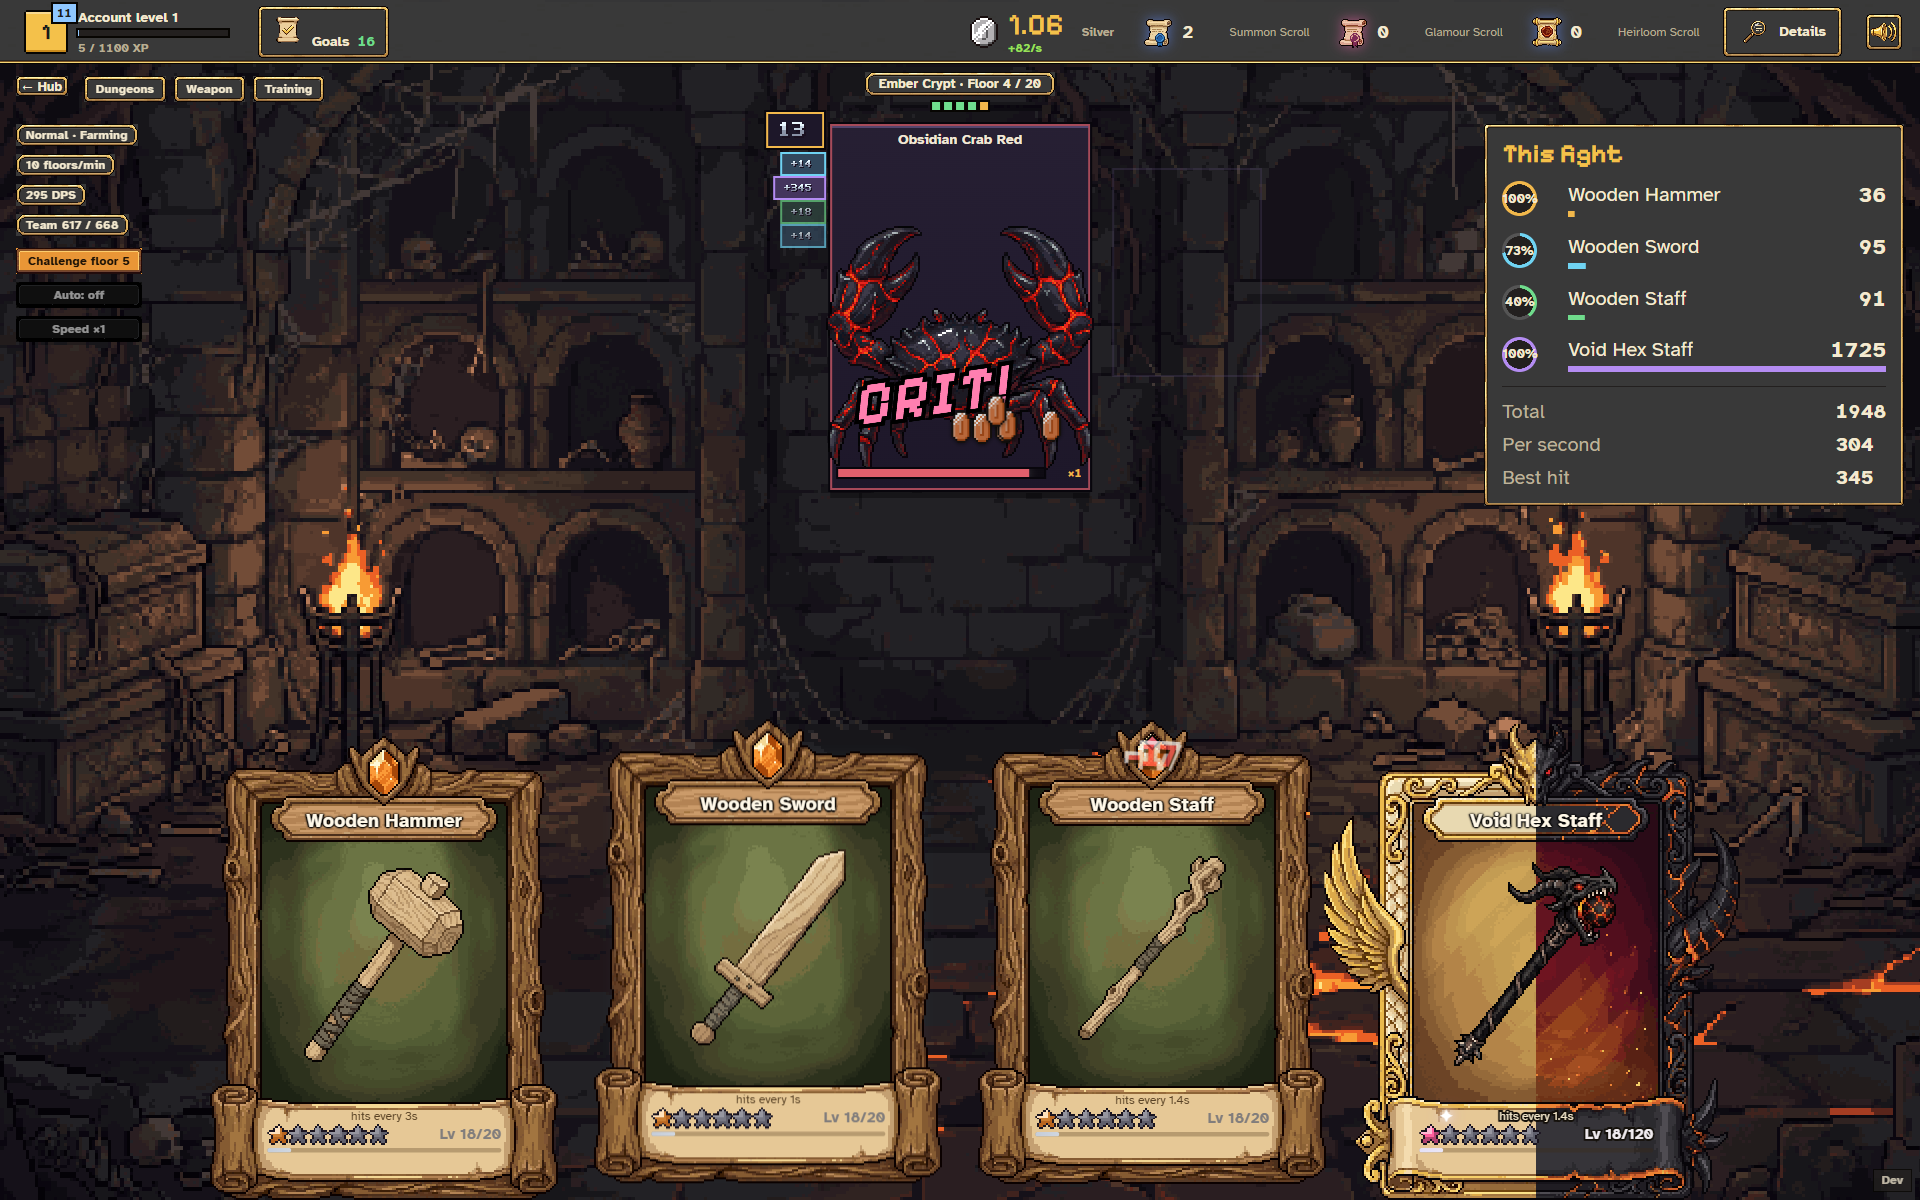 1
11
Account level 1
5 / 1100 XP
Goals 16
1.06
+82/s
Silver
2
Summon Scroll
0
Glamour Scroll
0
Heirloom Scroll
Details
← Hub
Dungeons
Weapon
Training
Ember Crypt · Floor 4 / 20
Normal · Farming
10 floors/min
295 DPS
Team 617 / 668
Challenge floor 5
Auto: off
Speed ×1
13
+14
+345
+18
+14
Obsidian Crab Red
CRIT!
×1
This Fight
100%
Wooden Hammer
36
73%
Wooden Sword
95
40%
Wooden Staff
91
100%
Void Hex Staff
1725
Total
1948
Per second
304
Best hit
345
Wooden Hammer
hits every 3s
Lv 18/20
Wooden Sword
hits every 1s
Lv 18/20
Wooden Staff
hits every 1.4s
Lv 18/20
Void Hex Staff
hits every 1.4s
Lv 18/120
Dev